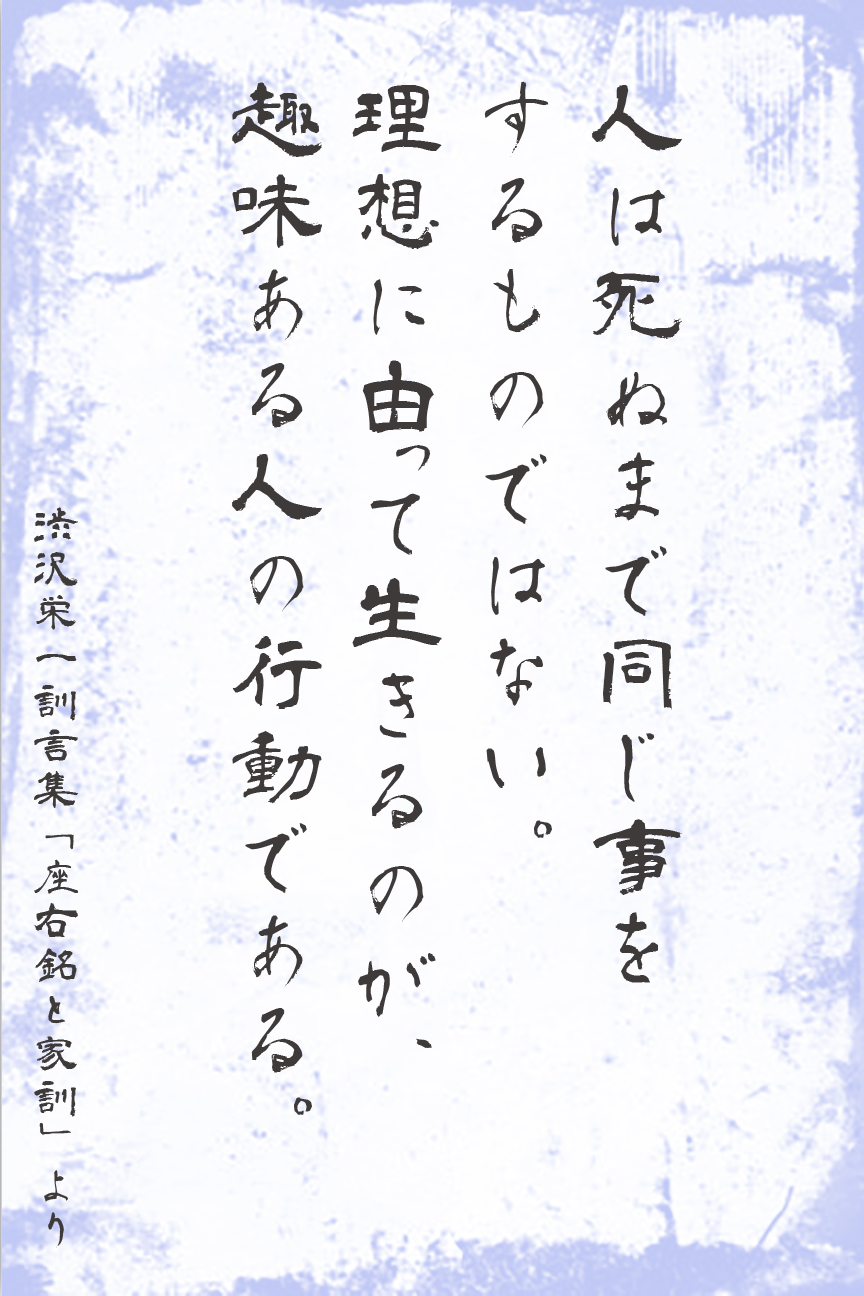 人は死ぬまで同じ事を
するものではない。
理想に由って生きるのが、
趣味ある人の行動である。
渋沢栄一訓言集「座右銘と家訓」より